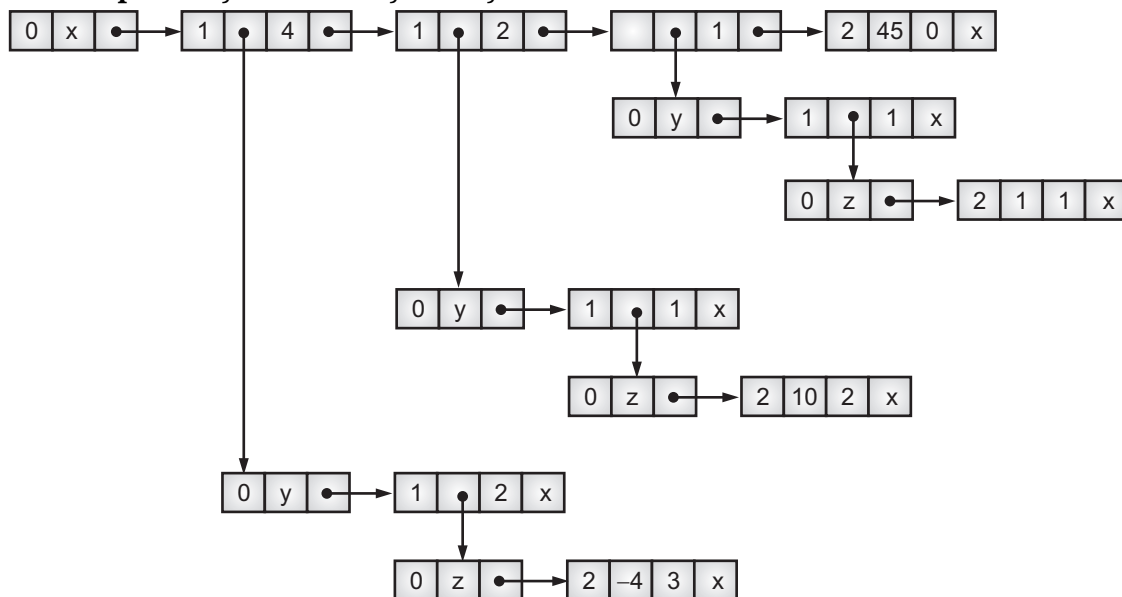 0 x 1 4 1 2 1 2 45 0 x
0 y 1 1 x
0 z 2 1 1 x
0 y 1 1 x
0 z 2 10 2 x
0 y 1 2 x
0 z 2 –4 3 x